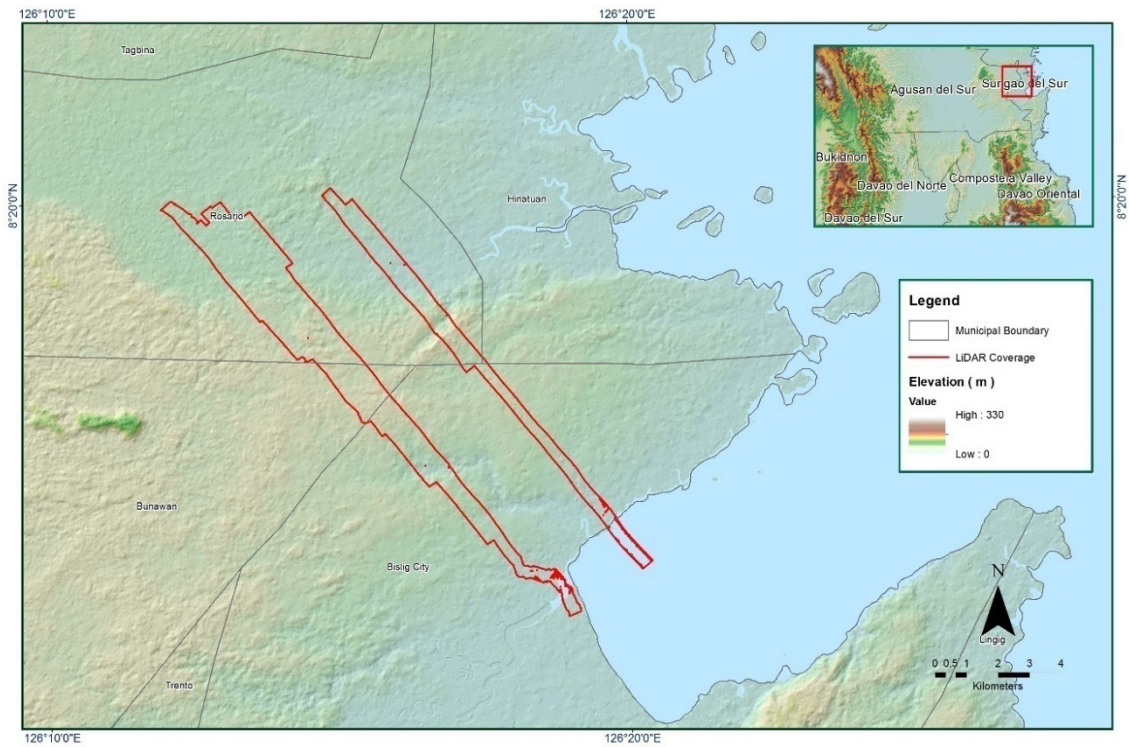 126°10'0"E
126°20'0"E
Tagbina
Agusan del Sur
Surigao del Sur
Bukidnon
Compostela Valley
Davao del Norte
Davao Oriental
Davao del Sur
8°20'0"N
8°20'0"N
Rosario
Hinatuan
Legend
Municipal Boundary
LiDAR Coverage
Elevation ( m )
Value
High : 330
Low : 0
Bunawan
Bislig City
N
Lingig
0 0.5 1 2 3 4
Kilometers
Trento
126°10'0"E
126°20'0"E